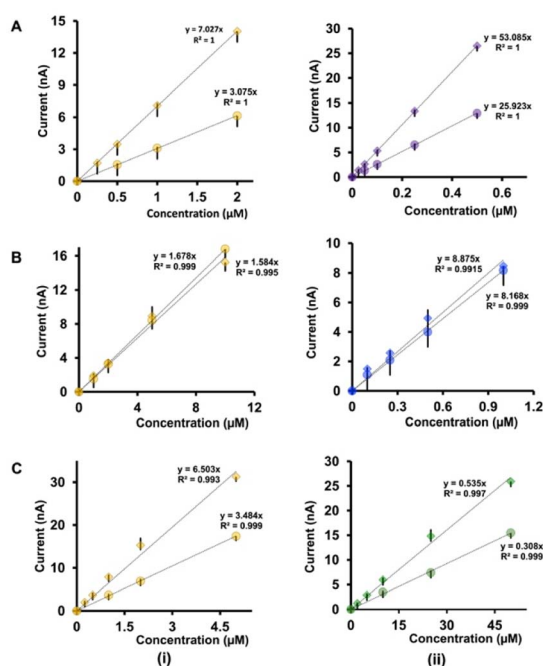 A
15
12
9
6
3
0
Current (nA)
y = 7.027x
R² = 1
y = 3.075x
R² = 1
0 0.5 1 1.5 2
Concentration (µM)
30
25
20
15
10
5
0
Current (nA)
y = 53.085x
R² = 1
y = 25.923x
R² = 1
0 0.2 0.4 0.6
Concentration (µM)
B
16
12
8
4
0
Current (nA)
y = 1.678x
R² = 0.999
y = 1.584x
R² = 0.995
0 4 8 12
Concentration (µM)
10
8
6
4
2
0
Current (nA)
y = 8.875x
R² = 0.9915
y = 8.168x
R² = 0.999
0 0.3 0.6 0.9 1.2
Concentration (µM)
C
30
20
10
0
Current (nA)
y = 6.503x
R² = 0.993
y = 3.484x
R² = 0.999
0 1.5 3 4.5
Concentration (µM)
(i)
30
25
20
15
10
5
0
Current (nA)
y = 0.535x
R² = 0.997
y = 0.308x
R² = 0.999
0 15 30 45
Concentration (µM)
(ii)